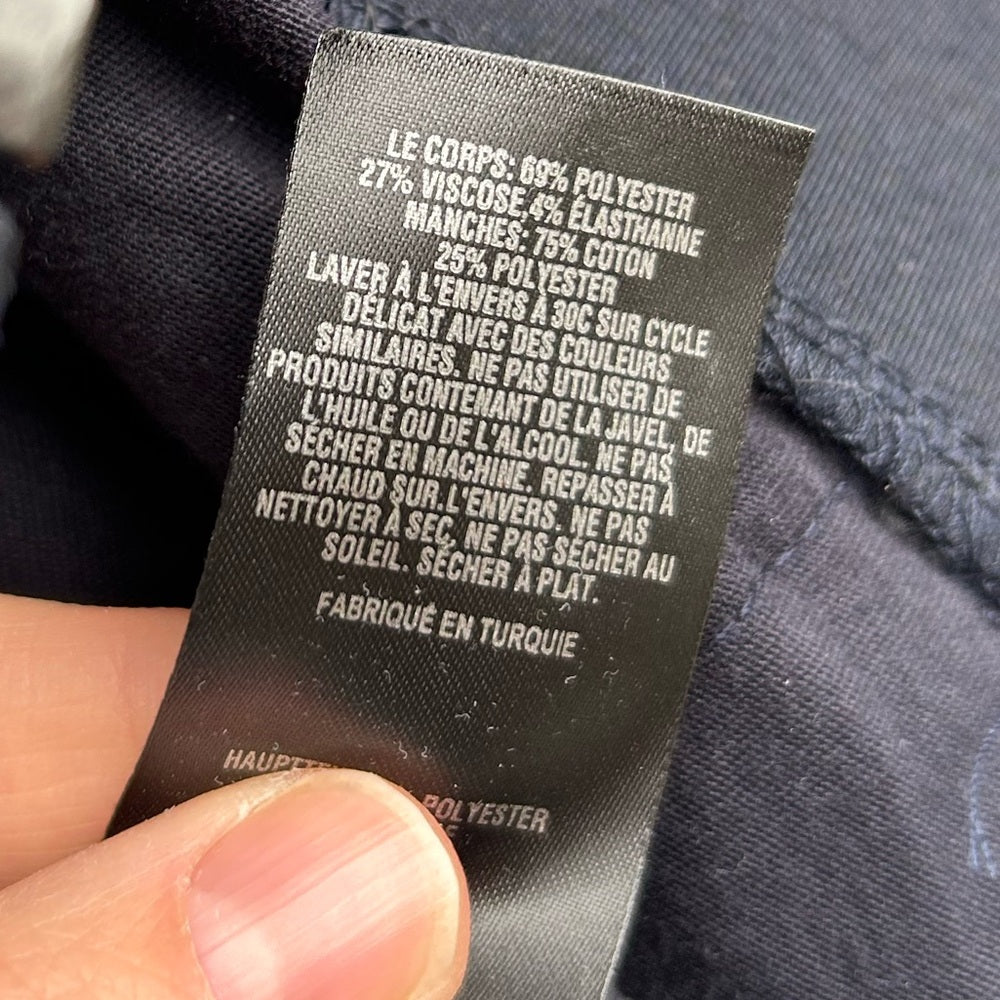 LE CORPS: 69% POLYESTER
27% VISCOSE,4% ÉLASTHANNE
MANCHES: 75% COTON
25% POLYESTER
LAVER À L'ENVERS À 30C SUR CYCLE
DÉLICAT AVEC DES COULEURS
SIMILAIRES. NE PAS UTILISER DE
PRODUITS CONTENANT DE LA JAVEL, DE
L'HUILE OU DE L'ALCOOL. NE PAS
SÉCHER EN MACHINE. REPASSER À
CHAUD SUR L'ENVERS. NE PAS
NETTOYER À SEC, NE PAS SÉCHER AU
SOLEIL. SÉCHER À PLAT.
FABRIQUÉ EN TURQUIE
POLYESTER